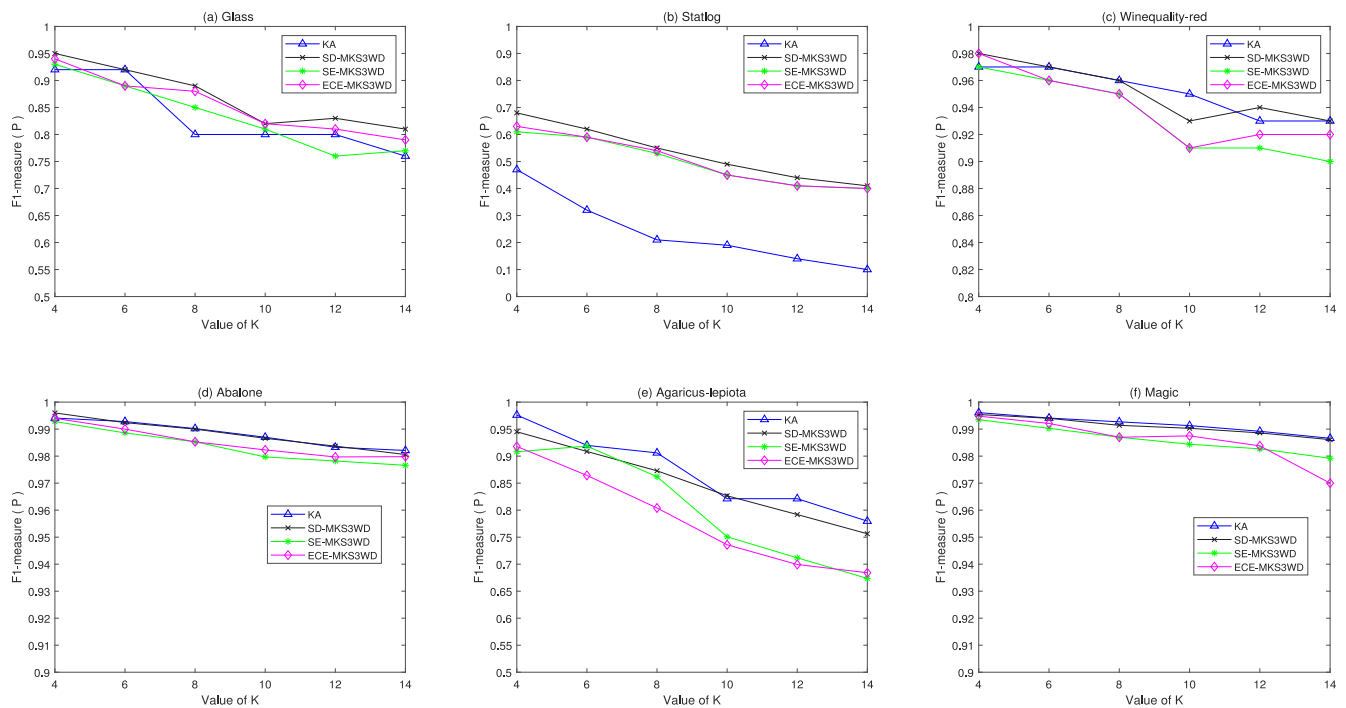 (a) Glass
1
0.95
0.9
0.85
0.8
0.75
0.7
0.65
0.6
0.55
0.5
F1-measure ( P )
4 6 8 10 12 14
Value of K
KA
SD-MKS3WD
SE-MKS3WD
ECE-MKS3WD
(b) Statlog
1
0.9
0.8
0.7
0.6
0.5
0.4
0.3
0.2
0.1
0
F1-measure ( P )
4 6 8 10 12 14
Value of K
KA
SD-MKS3WD
SE-MKS3WD
ECE-MKS3WD
(c) Winequality-red
1
0.98
0.96
0.94
0.92
0.9
0.88
0.86
0.84
0.82
0.8
F1-measure ( P )
4 6 8 10 12 14
Value of K
KA
SD-MKS3WD
SE-MKS3WD
ECE-MKS3WD
(d) Abalone
1
0.99
0.98
0.97
0.96
0.95
0.94
0.93
0.92
0.91
0.9
F1-measure ( P )
4 6 8 10 12 14
Value of K
KA
SD-MKS3WD
SE-MKS3WD
ECE-MKS3WD
(e) Agaricus-lepiota
1
0.95
0.9
0.85
0.8
0.75
0.7
0.65
0.6
0.55
0.5
F1-measure ( P )
4 6 8 10 12 14
Value of K
KA
SD-MKS3WD
SE-MKS3WD
ECE-MKS3WD
(f) Magic
1
0.995
0.99
0.98
0.97
0.96
0.95
0.94
0.93
0.92
0.91
0.9
F1-measure ( P )
4 6 8 10 12 14
Value of K
KA
SD-MKS3WD
SE-MKS3WD
ECE-MKS3WD